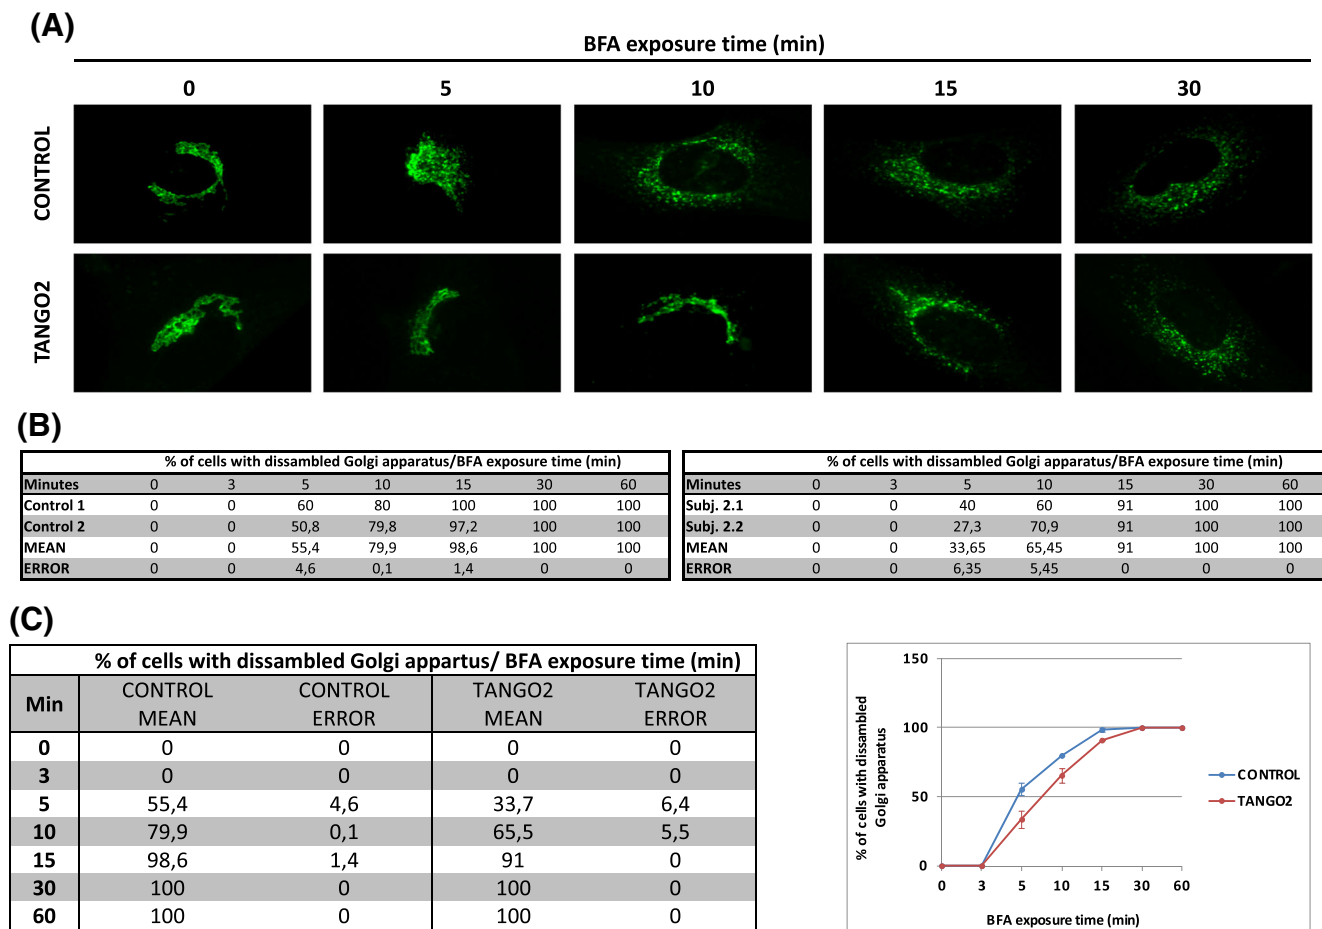 (A)
BFA exposure time (min)
0 5 10 15 30
CONTROL
TANGO2
(B)
% of cells with dissambled Golgi apparatus/BFA exposure time (min)
Minutes 0 3 5 10 15 30 60
Control 1 0 0 60 80 100 100 100
Control 2 0 0 50,8 79,8 97,2 100 100
MEAN 0 0 55,4 79,9 98,6 100 100
ERROR 0 0 4,6 0,1 1,4 0 0
% of cells with dissambled Golgi apparatus/BFA exposure time (min)
Minutes 0 3 5 10 15 30 60
Subj. 2.1 0 0 40 60 91 100 100
Subj. 2.2 0 0 27,3 70,9 91 100 100
MEAN 0 0 33,65 65,45 91 100 100
ERROR 0 0 6,35 5,45 0 0 0
(C)
% of cells with dissambled Golgi appartus/ BFA exposure time (min)
Min CONTROL MEAN CONTROL ERROR TANGO2 MEAN TANGO2 ERROR
0 0 0 0 0
3 0 0 0 0
5 55,4 4,6 33,7 6,4
10 79,9 0,1 65,5 5,5
15 98,6 1,4 91 0
30 100 0 100 0
60 100 0 100 0
% of cells with dissambled
Golgi apparatus
150
100
50
0
0 3 5 10 15 30 60
BFA exposure time (min)
CONTROL
TANGO2